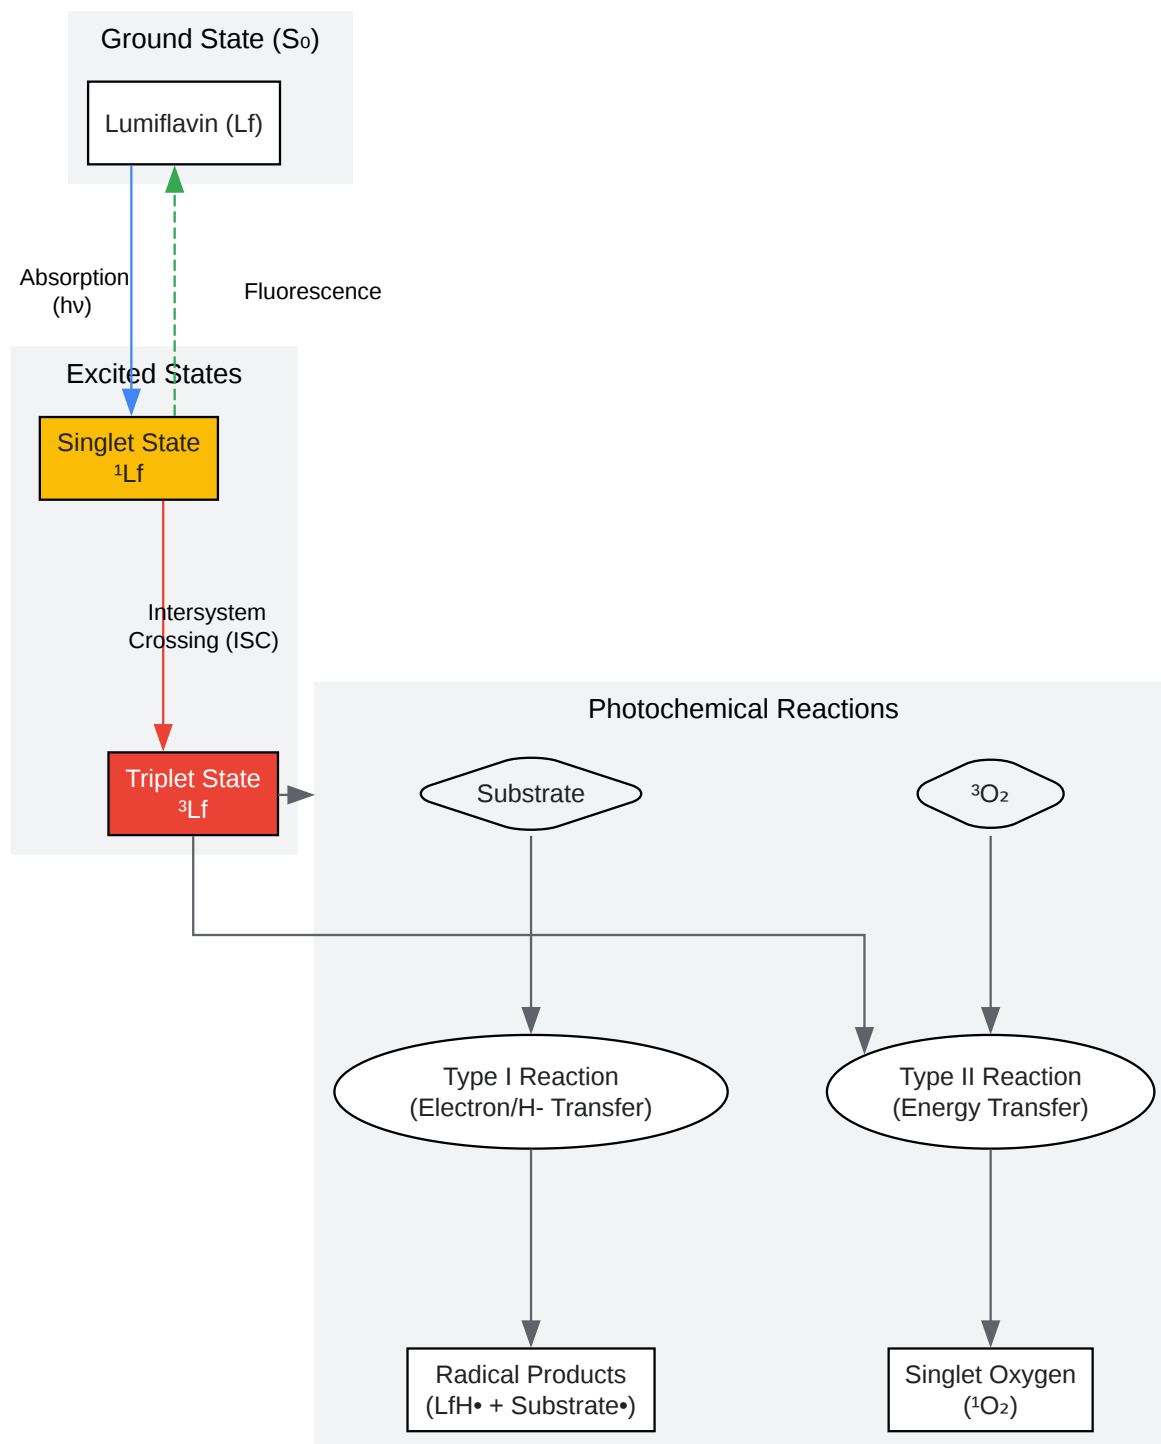 Ground State (S₀)
Lumiflavin (Lf)
Absorption
(hν)
Fluorescence
Excited States
Singlet State
¹Lf
Intersystem
Crossing (ISC)
Triplet State
³Lf
Photochemical Reactions
Substrate
³O₂
Type I Reaction
(Electron/H- Transfer)
Type II Reaction
(Energy Transfer)
Radical Products
(LfH• + Substrate•)
Singlet Oxygen
(¹O₂)